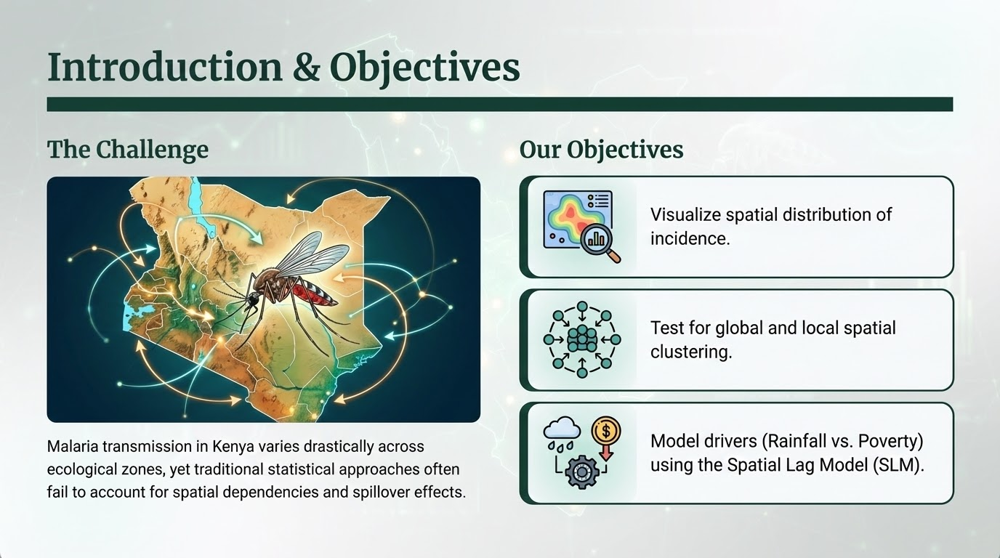 Introduction & Objectives
The Challenge
Malaria transmission in Kenya varies drastically across
ecological zones, yet traditional statistical approaches often
fail to account for spatial dependencies and spillover effects.
Our Objectives
Visualize spatial distribution of
incidence.
Test for global and local spatial
clustering.
$
Model drivers (Rainfall vs. Poverty)
using the Spatial Lag Model (SLM).